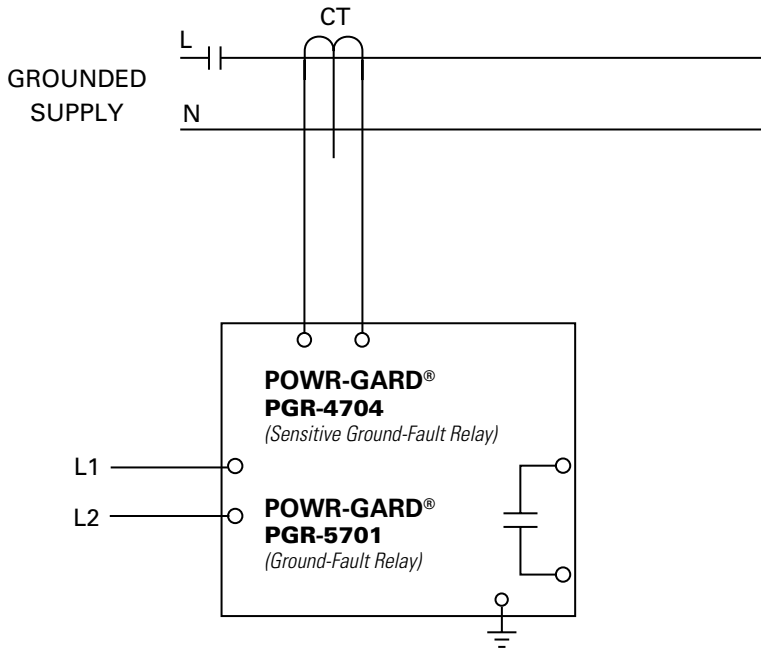 CT
L
GROUNDED
SUPPLY
N
POWR-GARD®
PGR-4704
(Sensitive Ground-Fault Relay)
L1
L2
POWR-GARD®
PGR-5701
(Ground-Fault Relay)